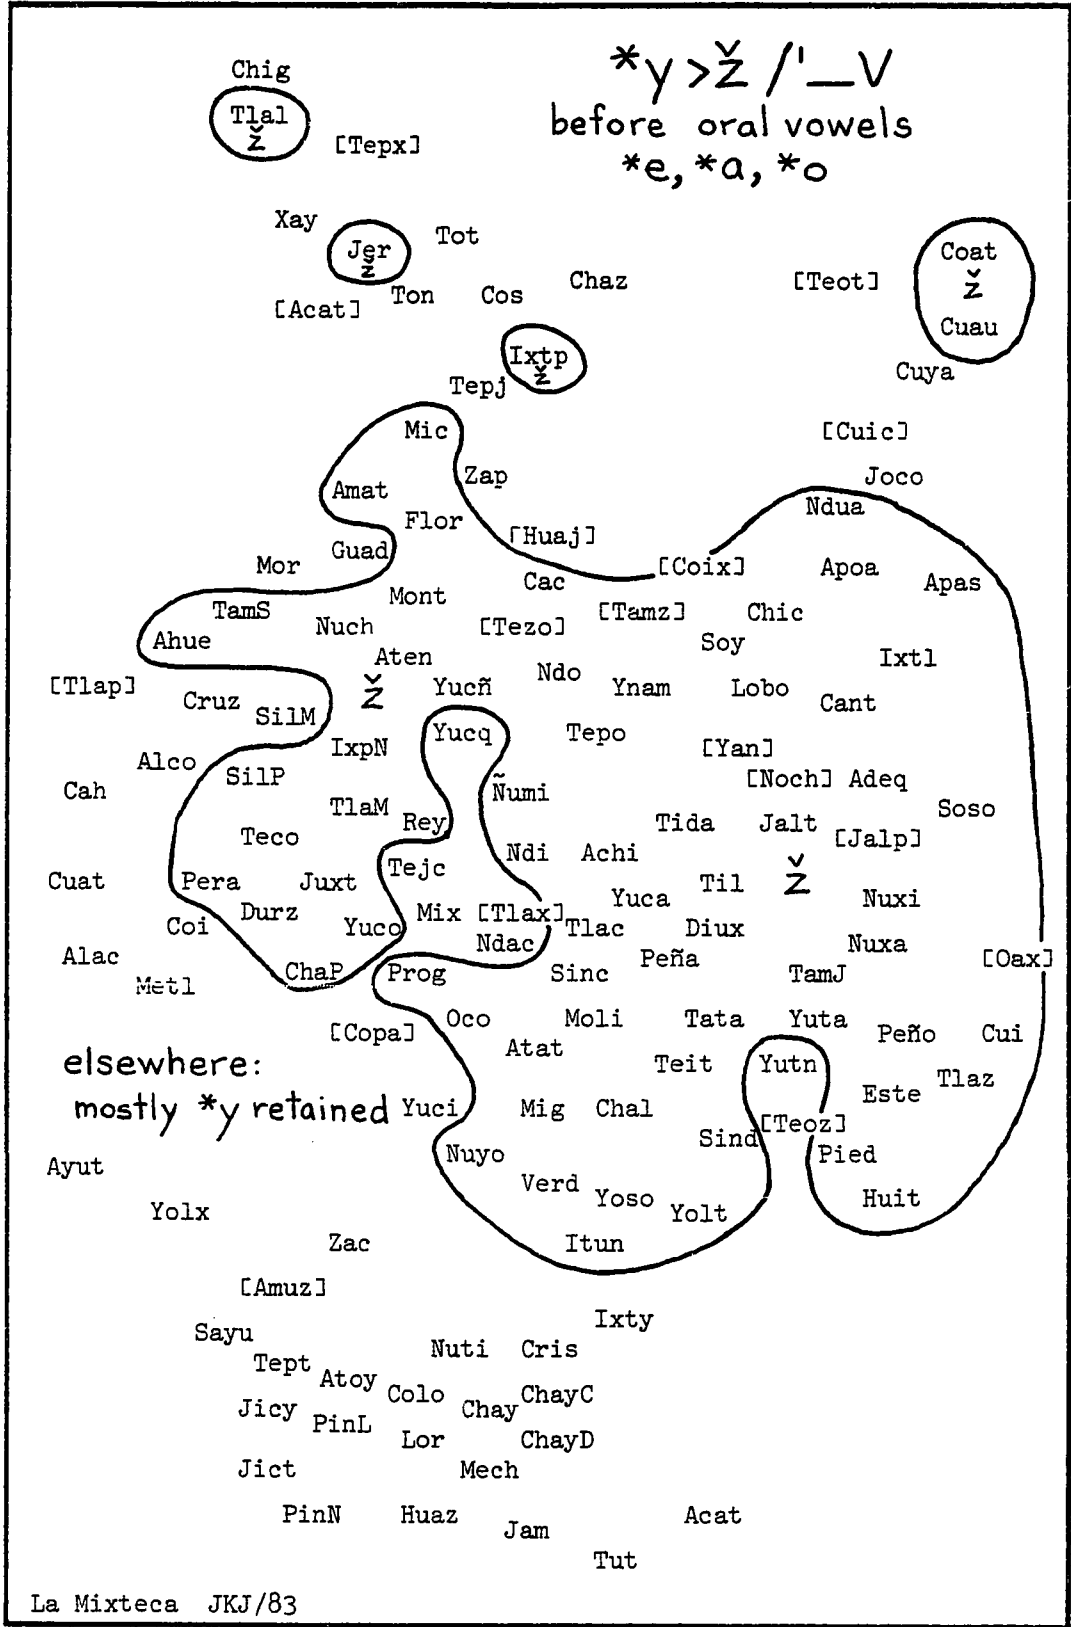 *y > ž /'__V
before oral vowels
*e, *a, *o
Chig
Tlal
ž
[Tepx]
Xay
Jer
ž
Tot
Coat
ž
Cuau
[Teot]
Chaz
[Acat]
Ton
Cos
Ixtp
ž
Tepj
Cuya
Mic
[Cuic]
Zap
Joco
Amat
Ndua
Flor
[Huaj]
Guad
Mor
[Coix]
Apoa
Cac
Apas
Mont
TamS
[Tamz]
Chic
Nuch
[Tezo]
Ahue
Soy
Aten
Ixtl
[Tlap]
ž
Yucñ
Ndo
Ynam
Lobo
Cruz
SilM
Cant
Yucq
Tepo
IxpN
[Yan]
Alco
SilP
[Noch]
Adeq
Cah
Ñumi
TlaM
Soso
Rey
Tida
Jalt
Teco
[Jalp]
Ndi
Achi
Tejc
ž
Cuat
Pera
Juxt
Til
Yuca
Nuxi
Durz
Mix
[Tlax]
Coi
Yuco
Tlac
Diux
Ndac
Nuxa
Alac
Peña
[Oax]
ChaP
Prog
Sinc
TamJ
Metl
Oco
Moli
Tata
Yuta
[Copa]
Peño
Cui
Atat
elsewhere:
mostly *y retained
Teit
Yutn
Tlaz
Este
Yuci
Mig
Chal
[Teoz]
Sind
Ayut
Nuyo
Pied
Verd
Yoso
Huit
Yolx
Yolt
Zac
Itun
[Amuz]
Ixty
Sayu
Nuti
Cris
Tept
Atoy
Colo
ChayC
Jicy
Chay
PinL
Lor
ChayD
Jict
Mech
PinN
Huaz
Acat
Jam
Tut
La Mixteca JKJ/83